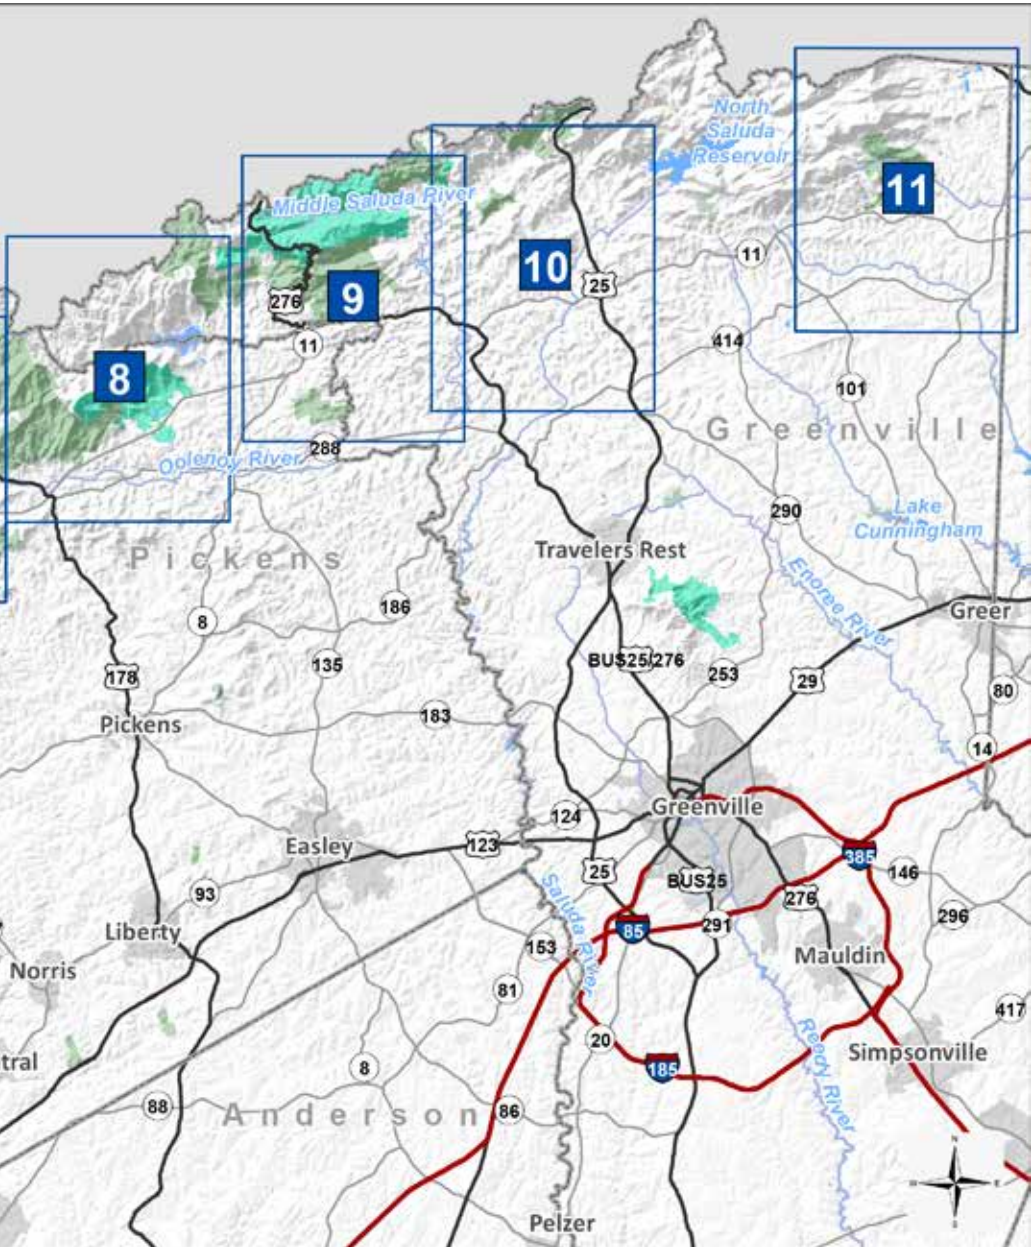 North
Saluda
Reservoir
11
Middle Saluda River
10
11
25
9
276
11
414
8
101
Greenville
288
Oolenoy River
290
Lake
Cunningham
Travelers Rest
Pickens
Enoree River
186
Greer
8
135
BUS25/276
253
29
178
80
Pickens
183
14
Greenville
124
Easley
123
385
25
BUS25
146
93
276
Saluda River
291
296
Liberty
85
153
Mauldin
Norris
81
417
20
Reedy River
Simpsonville
tral
8
185
88
Anderson
86
N
W
E
S
Pelzer